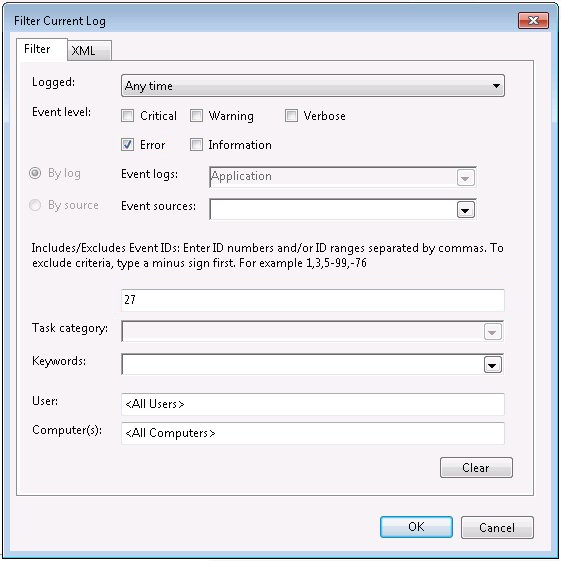 Filter Current Log
Filter XML
Logged: Any time
Event level: Critical Warning Verbose
Error Information
By log Event logs: Application
By source Event sources:
Includes/Excludes Event IDs: Enter ID numbers and/or ID ranges separated by commas. To
exclude criteria, type a minus sign first. For example 1,3,5-99,-76
27
Task category:
Keywords:
User: <All Users>
Computer(s): <All Computers>
Clear
OK Cancel